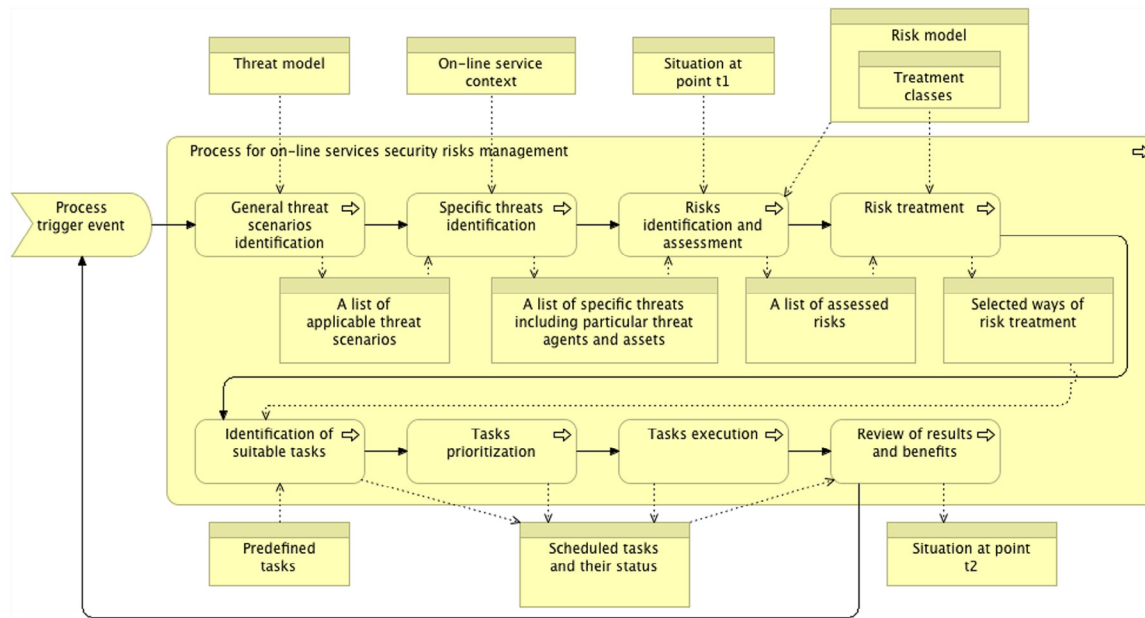 Threat model
On-line service
context
Situation at
point t1
Risk model
Treatment
classes
Process for on-line services security risks management
Process
trigger event
General threat
scenarios
identification
Specific threats
identification
Risks
identification and
assessment
Risk treatment
A list of
applicable threat
scenarios
A list of specific threats
including particular threat
agents and assets
A list of assessed
risks
Selected ways of
risk treatment
Identification of
suitable tasks
Tasks
prioritization
Tasks execution
Review of results
and benefits
Predefined
tasks
Scheduled tasks
and their status
Situation at point
t2